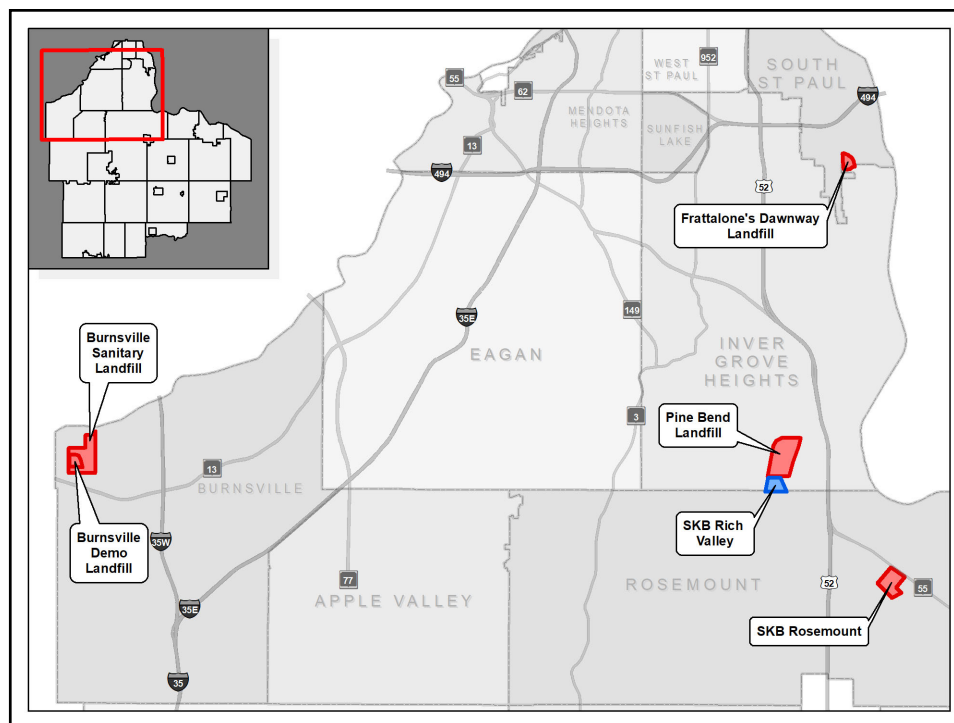 WEST
ST PAUL
952
SOUTH
ST PAUL
55
62
494
MENDOTA
HEIGHTS
SUNFISH
LAKE
13
494
52
Frattalone's Dawnway
Landfill
35E
149
EAGAN
INVER
GROVE
HEIGHTS
Burnsville
Sanitary
Landfill
3
Pine Bend
Landfill
13
BURNSVILLE
SKB Rich
Valley
Burnsville
Demo
Landfill
35W
77
APPLE VALLEY
ROSEMOUNT
52
55
35E
SKB Rosemount
35